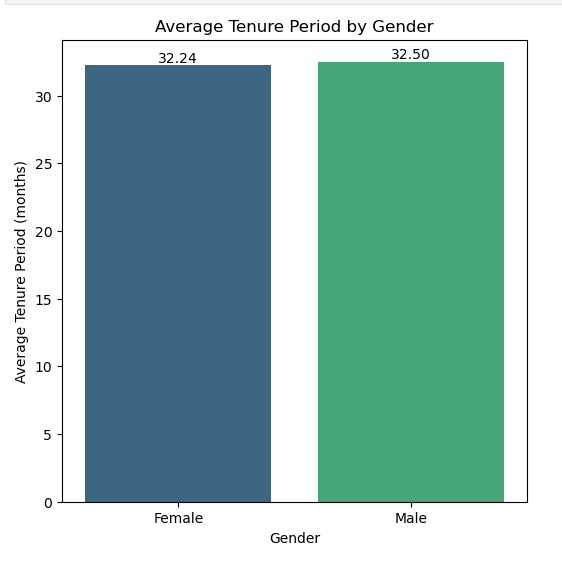 Average Tenure Period by Gender
32.24
32.50
Average Tenure Period (months)
30
25
20
15
10
5
0
Female
Male
Gender